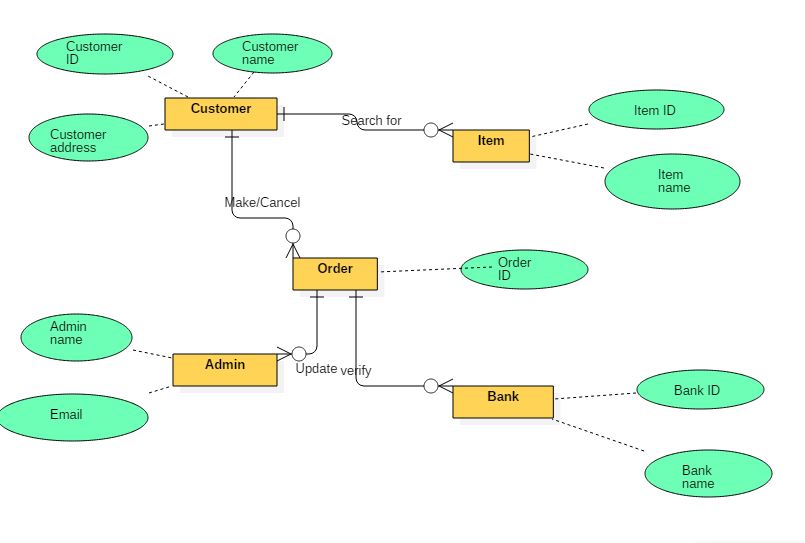 Customer
ID
Customer
name
Customer
Customer
address
Search for
Item
Item ID
Item
name
Make/Cancel
Order
Order
ID
Admin
name
Admin
Email
Update
verify
Bank
Bank ID
Bank
name